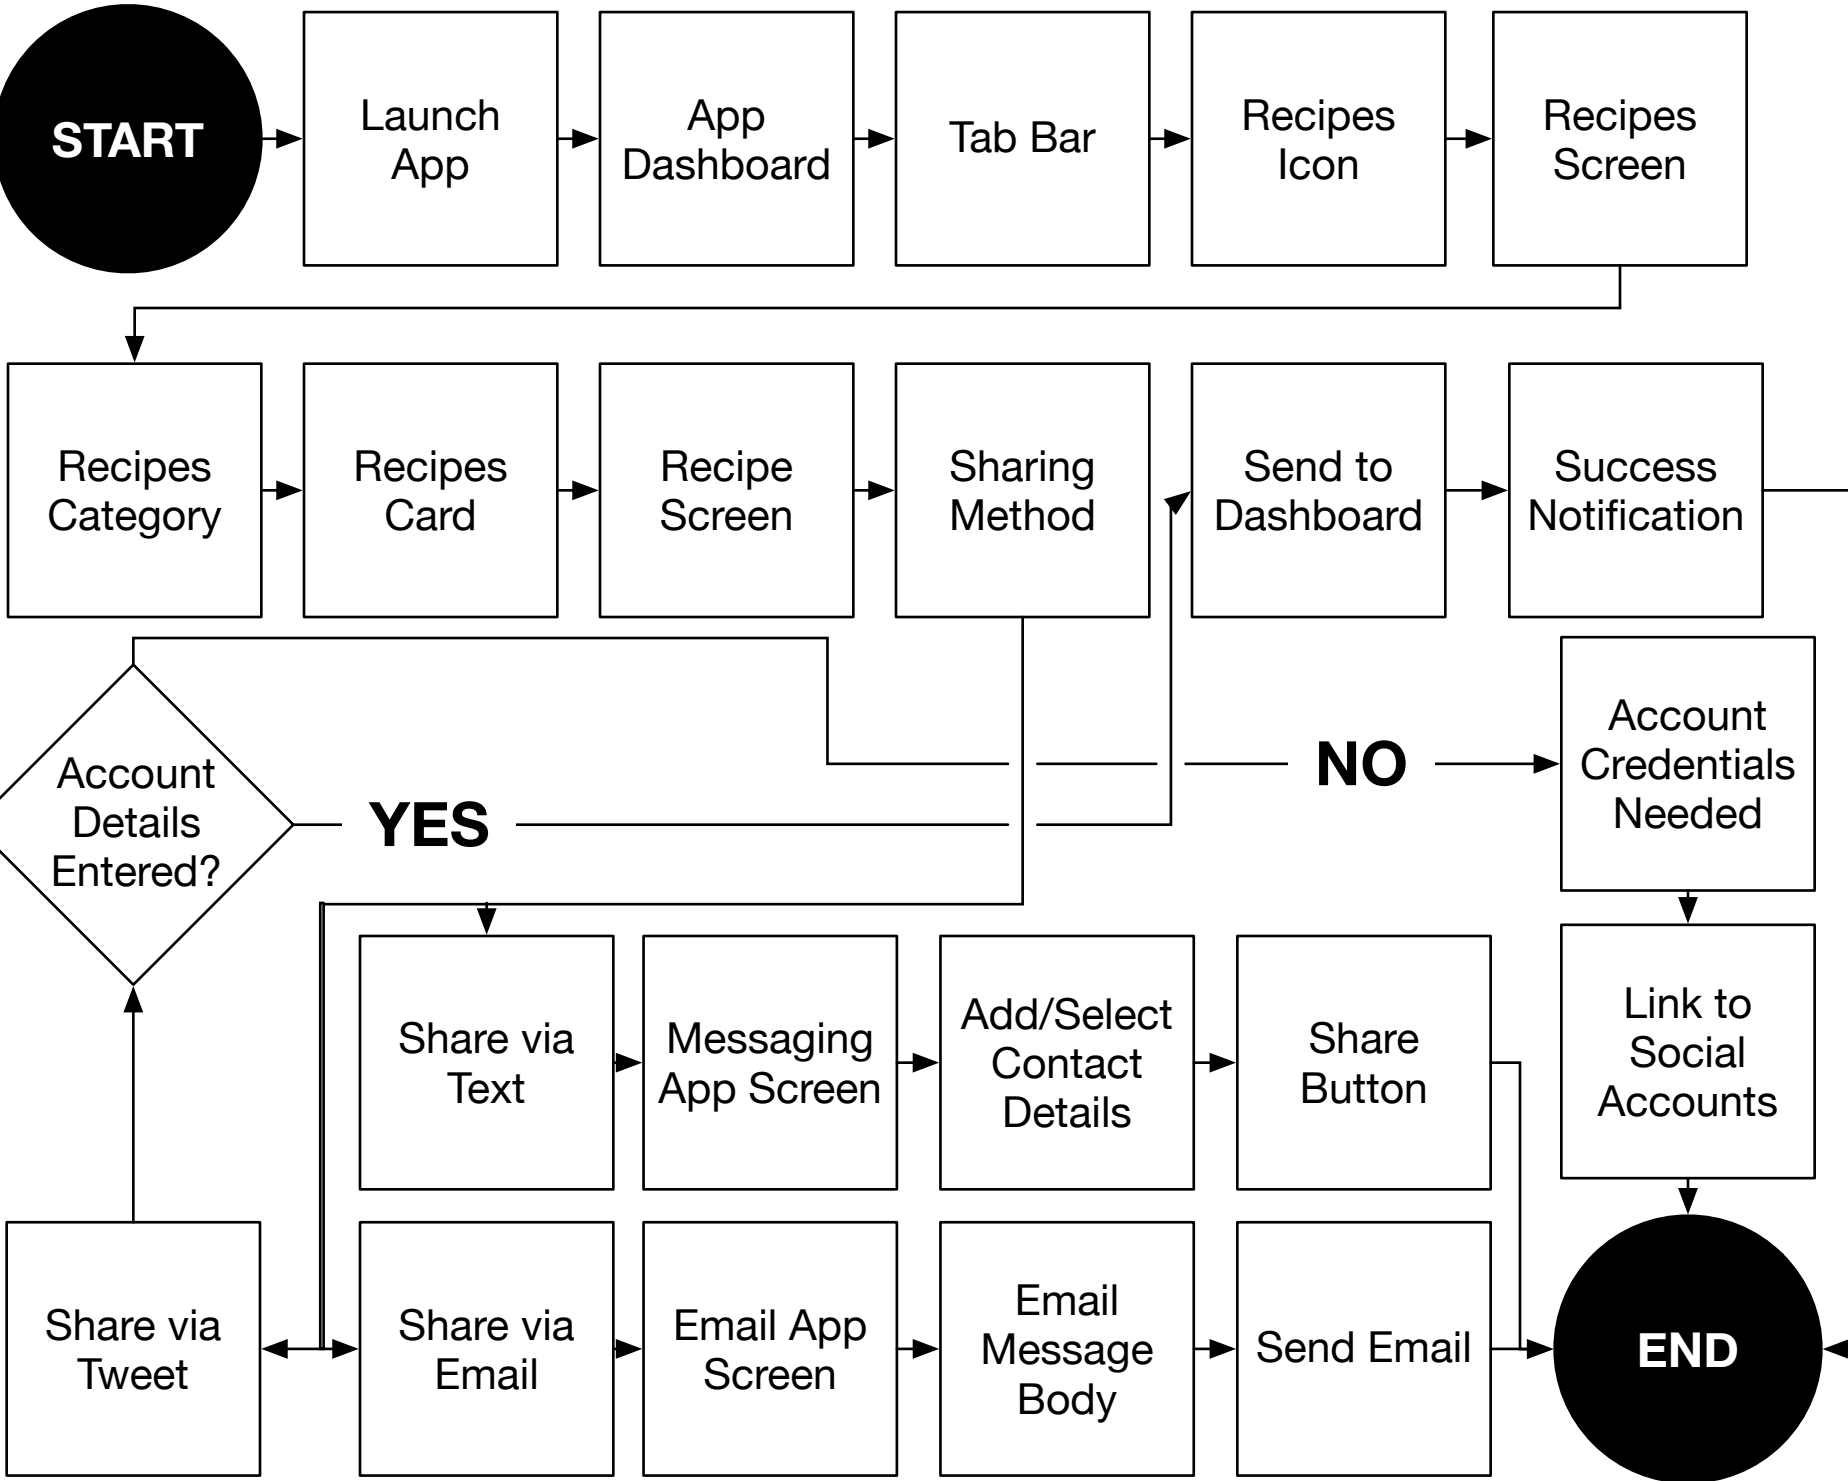 START
Launch
App
App
Dashboard
Tab Bar
Recipes
Icon
Recipes
Screen
Recipes
Category
Recipes
Card
Recipe
Screen
Sharing
Method
Send to
Dashboard
Success
Notification
Account
Details
Entered?
YES
NO
Account
Credentials
Needed
Share via
Text
Messaging
App Screen
Add/Select
Contact
Details
Share
Button
Link to
Social
Accounts
Share via
Tweet
Share via
Email
Email App
Screen
Email
Message
Body
Send Email
END